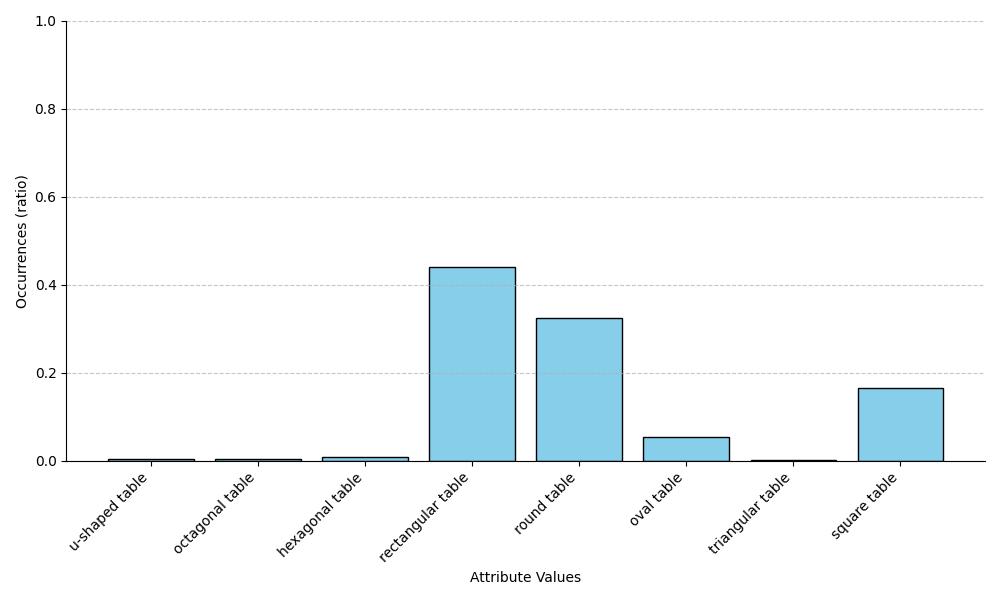 1.0
0.8
0.6
0.4
0.2
0.0
Occurrences (ratio)
u-shaped table
octagonal table
hexagonal table
rectangular table
round table
oval table
triangular table
square table
Attribute Values